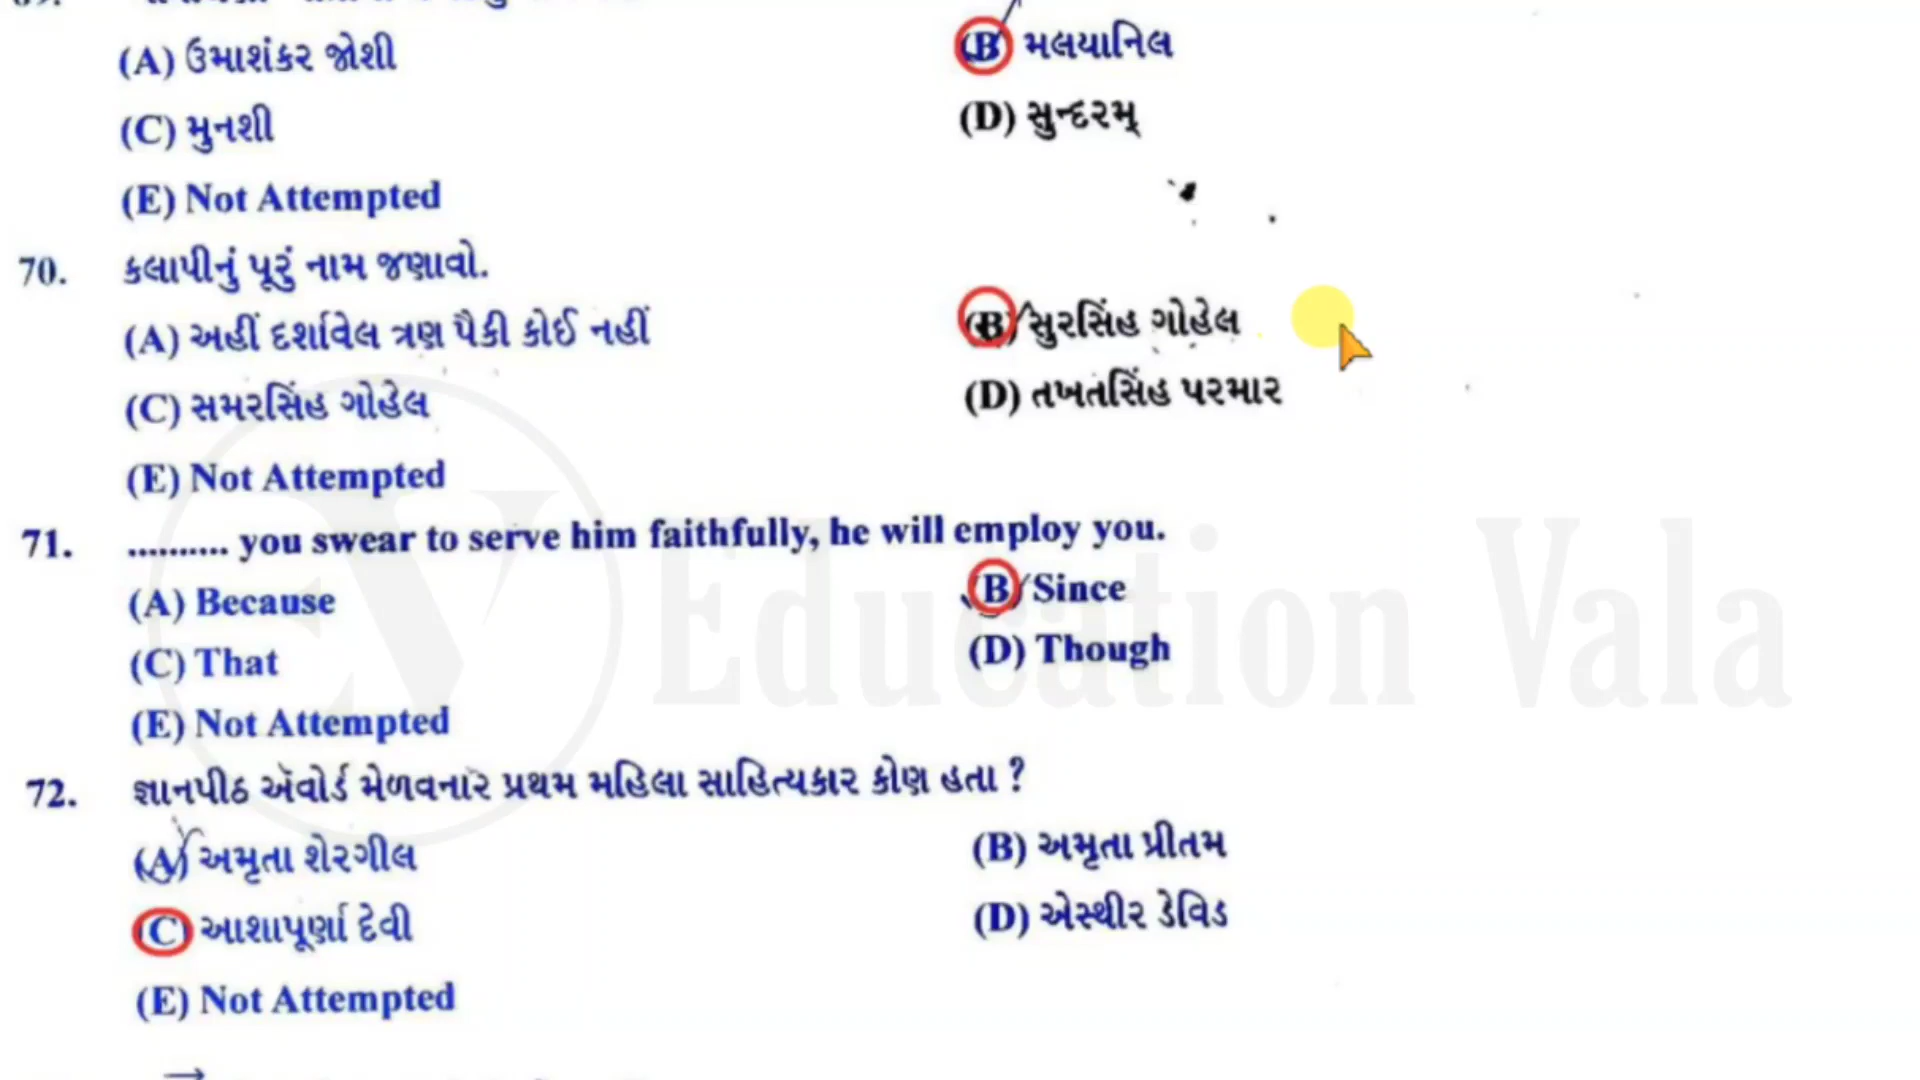 (A) ઉમાશંકર જોશી
(B) મલયાનિલ
(C) મુનશી
(D) સુન્દરમ્
(E) Not Attempted
70. કલાપીનું પૂરું નામ જણાવો.
(A) અહીં દર્શાવેલ ત્રણ પૈકી કોઈ નહીં
(B) સુરસિંહ ગોહેલ
(C) સમરસિંહ ગોહેલ
(D) તખતસિંહ પરમાર
(E) Not Attempted
71. .......... you swear to serve him faithfully, he will employ you.
(A) Because
(B) Since
(C) That
(D) Though
(E) Not Attempted
72. જ્ઞાનપીઠ ઍવોર્ડ મેળવનાર પ્રથમ મહિલા સાહિત્યકાર કોણ હતા ?
(A) અમૃતા શેરગીલ
(B) અમૃતા પ્રીતમ
(C) આશાપૂર્ણા દેવી
(D) એસ્થીર ડેવિડ
(E) Not Attempted
Education Vala